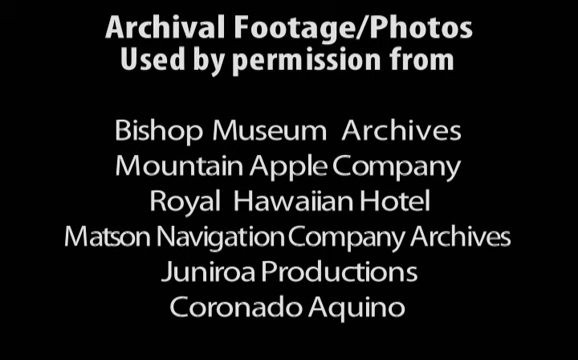 Archival Footage/Photos
Used by permission from
Bishop Museum Archives
Mountain Apple Company
Royal Hawaiian Hotel
Matson Navigation Company Archives
Juniroa Productions
Coronado Aquino